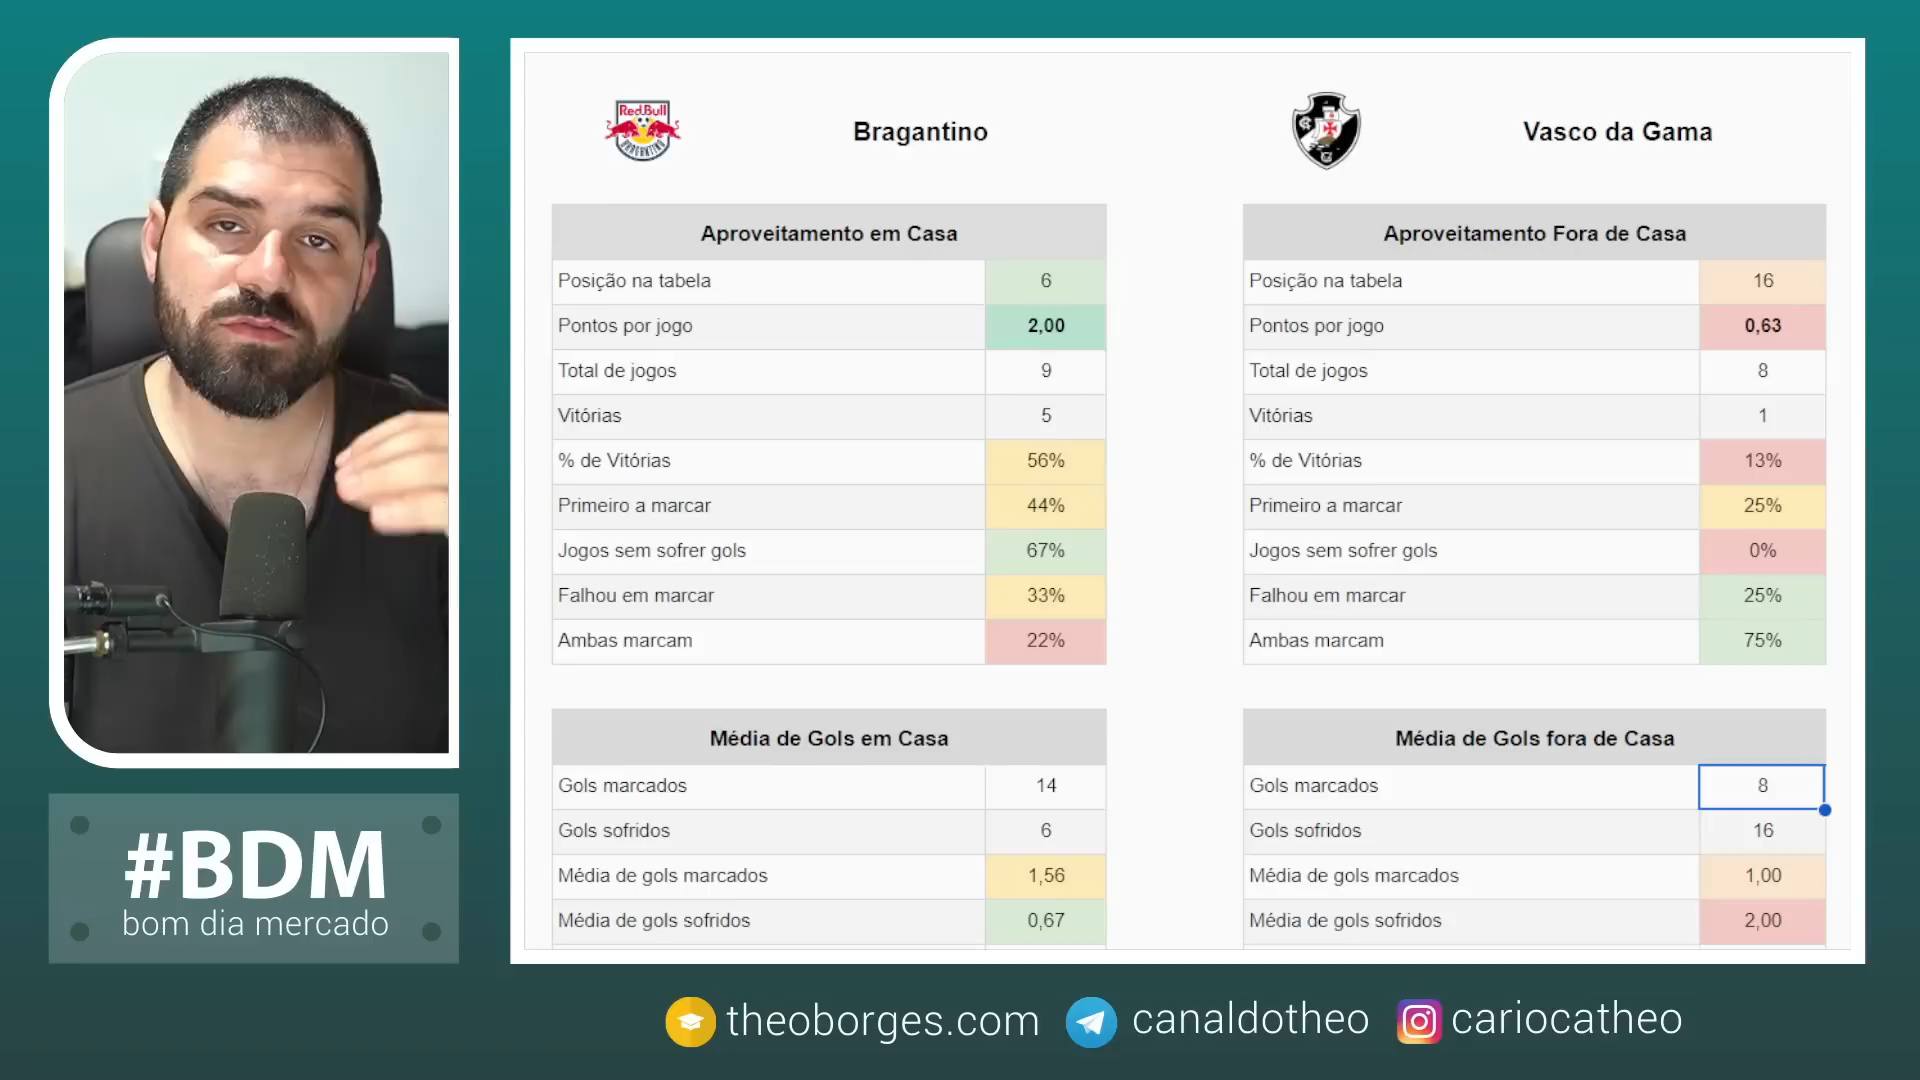 Red Bull
BRAGANTINO
Bragantino
Vasco da Gama
Aproveitamento em Casa
Posição na tabela 6
Pontos por jogo 2,00
Total de jogos 9
Vitórias 5
% de Vitórias 56%
Primeiro a marcar 44%
Jogos sem sofrer gols 67%
Falhou em marcar 33%
Ambas marcam 22%
Aproveitamento Fora de Casa
Posição na tabela 16
Pontos por jogo 0,63
Total de jogos 8
Vitórias 1
% de Vitórias 13%
Primeiro a marcar 25%
Jogos sem sofrer gols 0%
Falhou em marcar 25%
Ambas marcam 75%
Média de Gols em Casa
Gols marcados 14
Gols sofridos 6
Média de gols marcados 1,56
Média de gols sofridos 0,67
Média de Gols fora de Casa
Gols marcados 8
Gols sofridos 16
Média de gols marcados 1,00
Média de gols sofridos 2,00
#BDM
bom dia mercado
theoborges.com
canaldotheo
cariocatheo